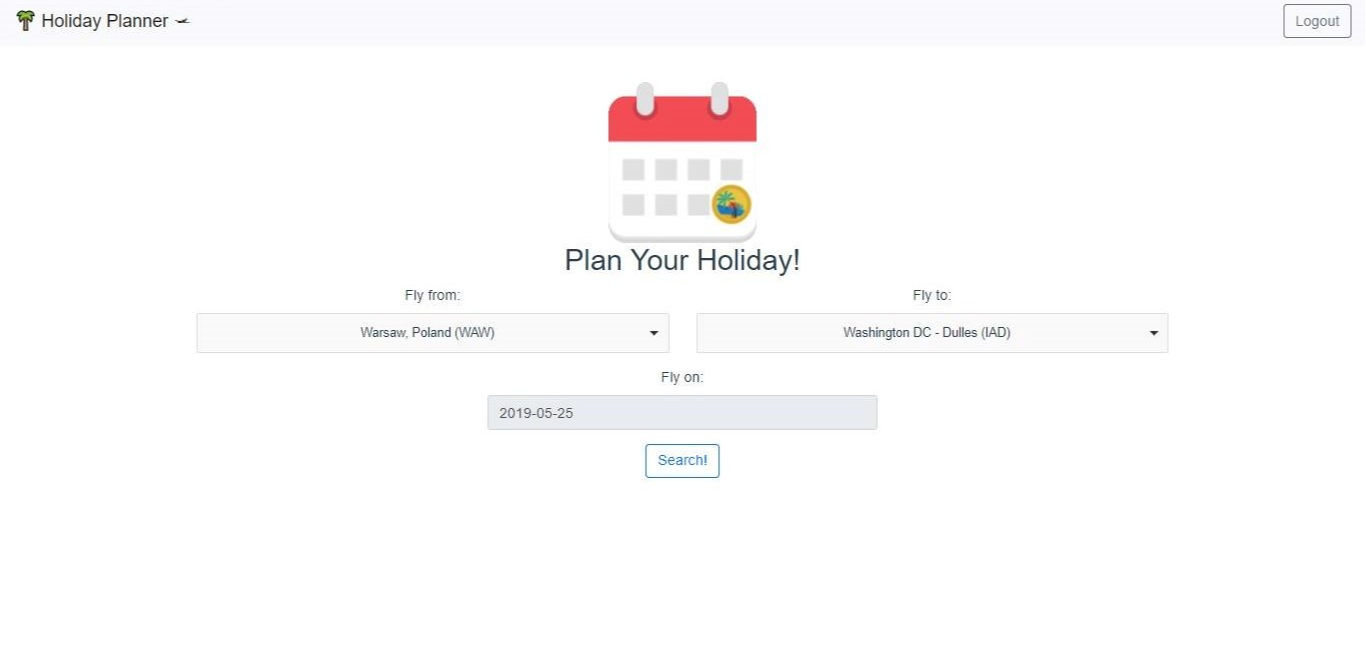 Holiday Planner
Logout
Plan Your Holiday!
Fly from:
Fly to:
Warsaw, Poland (WAW)
Washington DC - Dulles (IAD)
Fly on:
2019-05-25
Search!